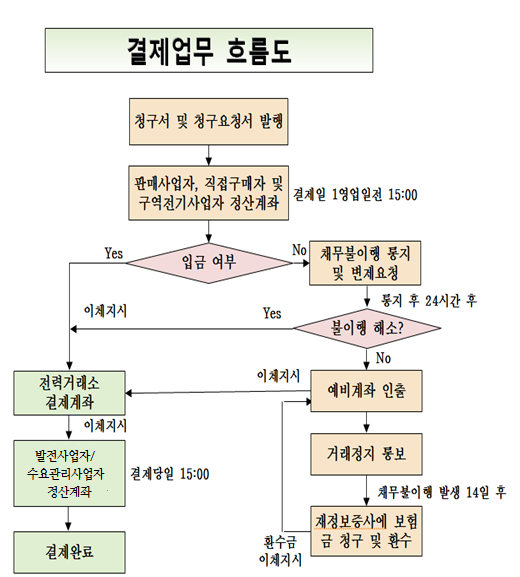 결제업무 흐름도
청구서 및 청구요청서 발행
판매사업자, 직접구매자 및
구역전기사업자 정산계좌
결제일 1영업일전 15:00
입금 여부
Yes
No
채무불이행 통지
및 변제요청
통지 후 24시간 후
불이행 해소?
Yes
이체지시
No
전력거래소
결제계좌
이체지시
예비계좌 인출
이체지시
발전사업자/
수요관리사업자
정산계좌
결제당일 15:00
거래정지 통보
채무불이행 발생 14일 후
재정보증사에 보험
금 청구 및 환수
환수금
이체지시
결제완료